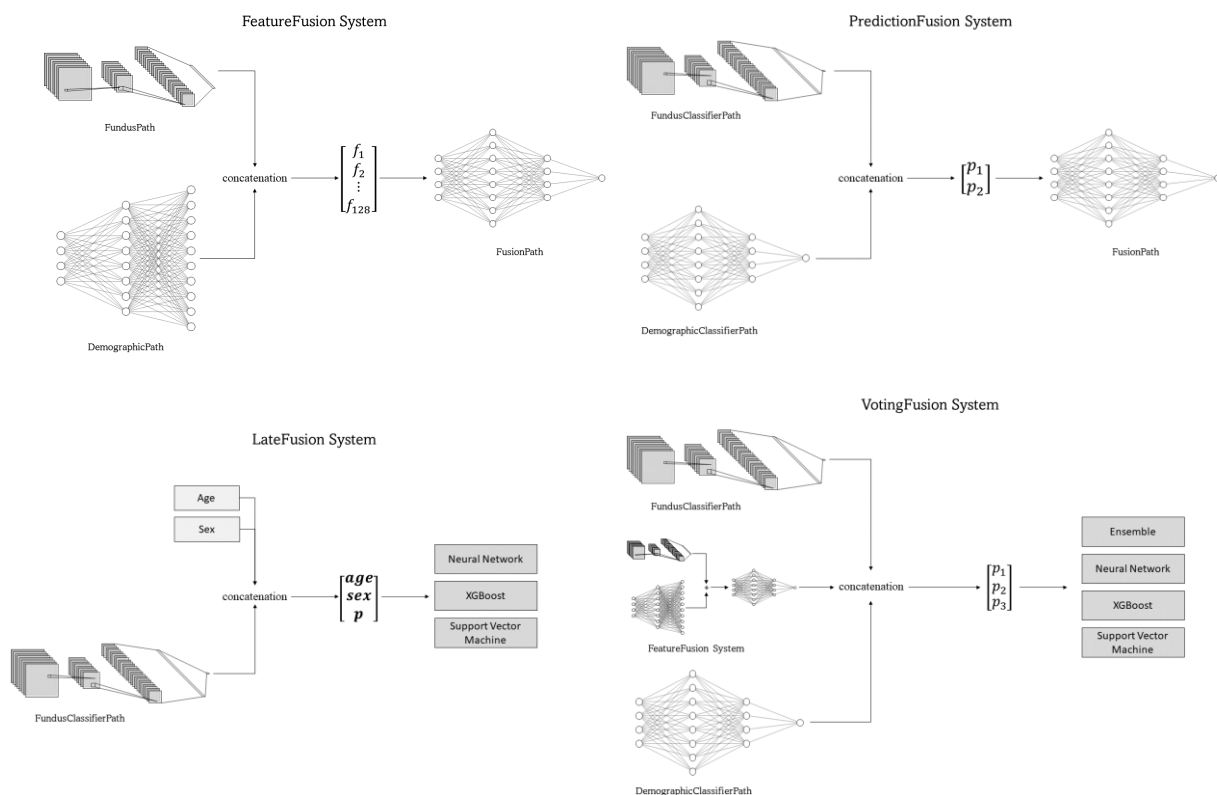 FeatureFusion System
FundusPath
concatenation
f1
f2
⋮
f128
FusionPath
DemographicPath
PredictionFusion System
FundusClassifierPath
concatenation
p1
p2
FusionPath
DemographicClassifierPath
LateFusion System
Age
Sex
concatenation
age
sex
p
Neural Network
XGBoost
Support Vector
Machine
FundusClassifierPath
VotingFusion System
FundusClassifierPath
FeatureFusion System
concatenation
p1
p2
p3
Ensemble
Neural Network
XGBoost
Support Vector
Machine
DemographicClassifierPath